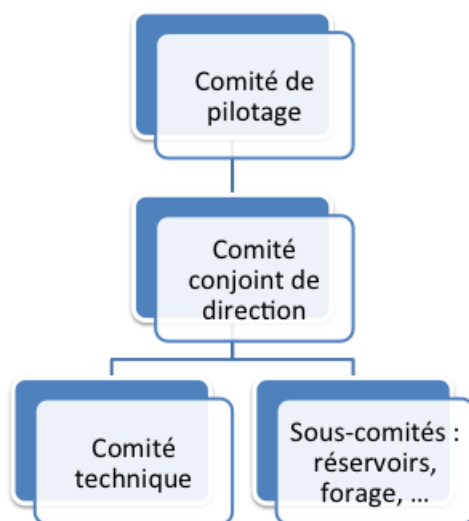 Comité de
pilotage
Comité
conjoint de
direction
Comité
technique
Sous-comités :
réservoirs,
forage, ...